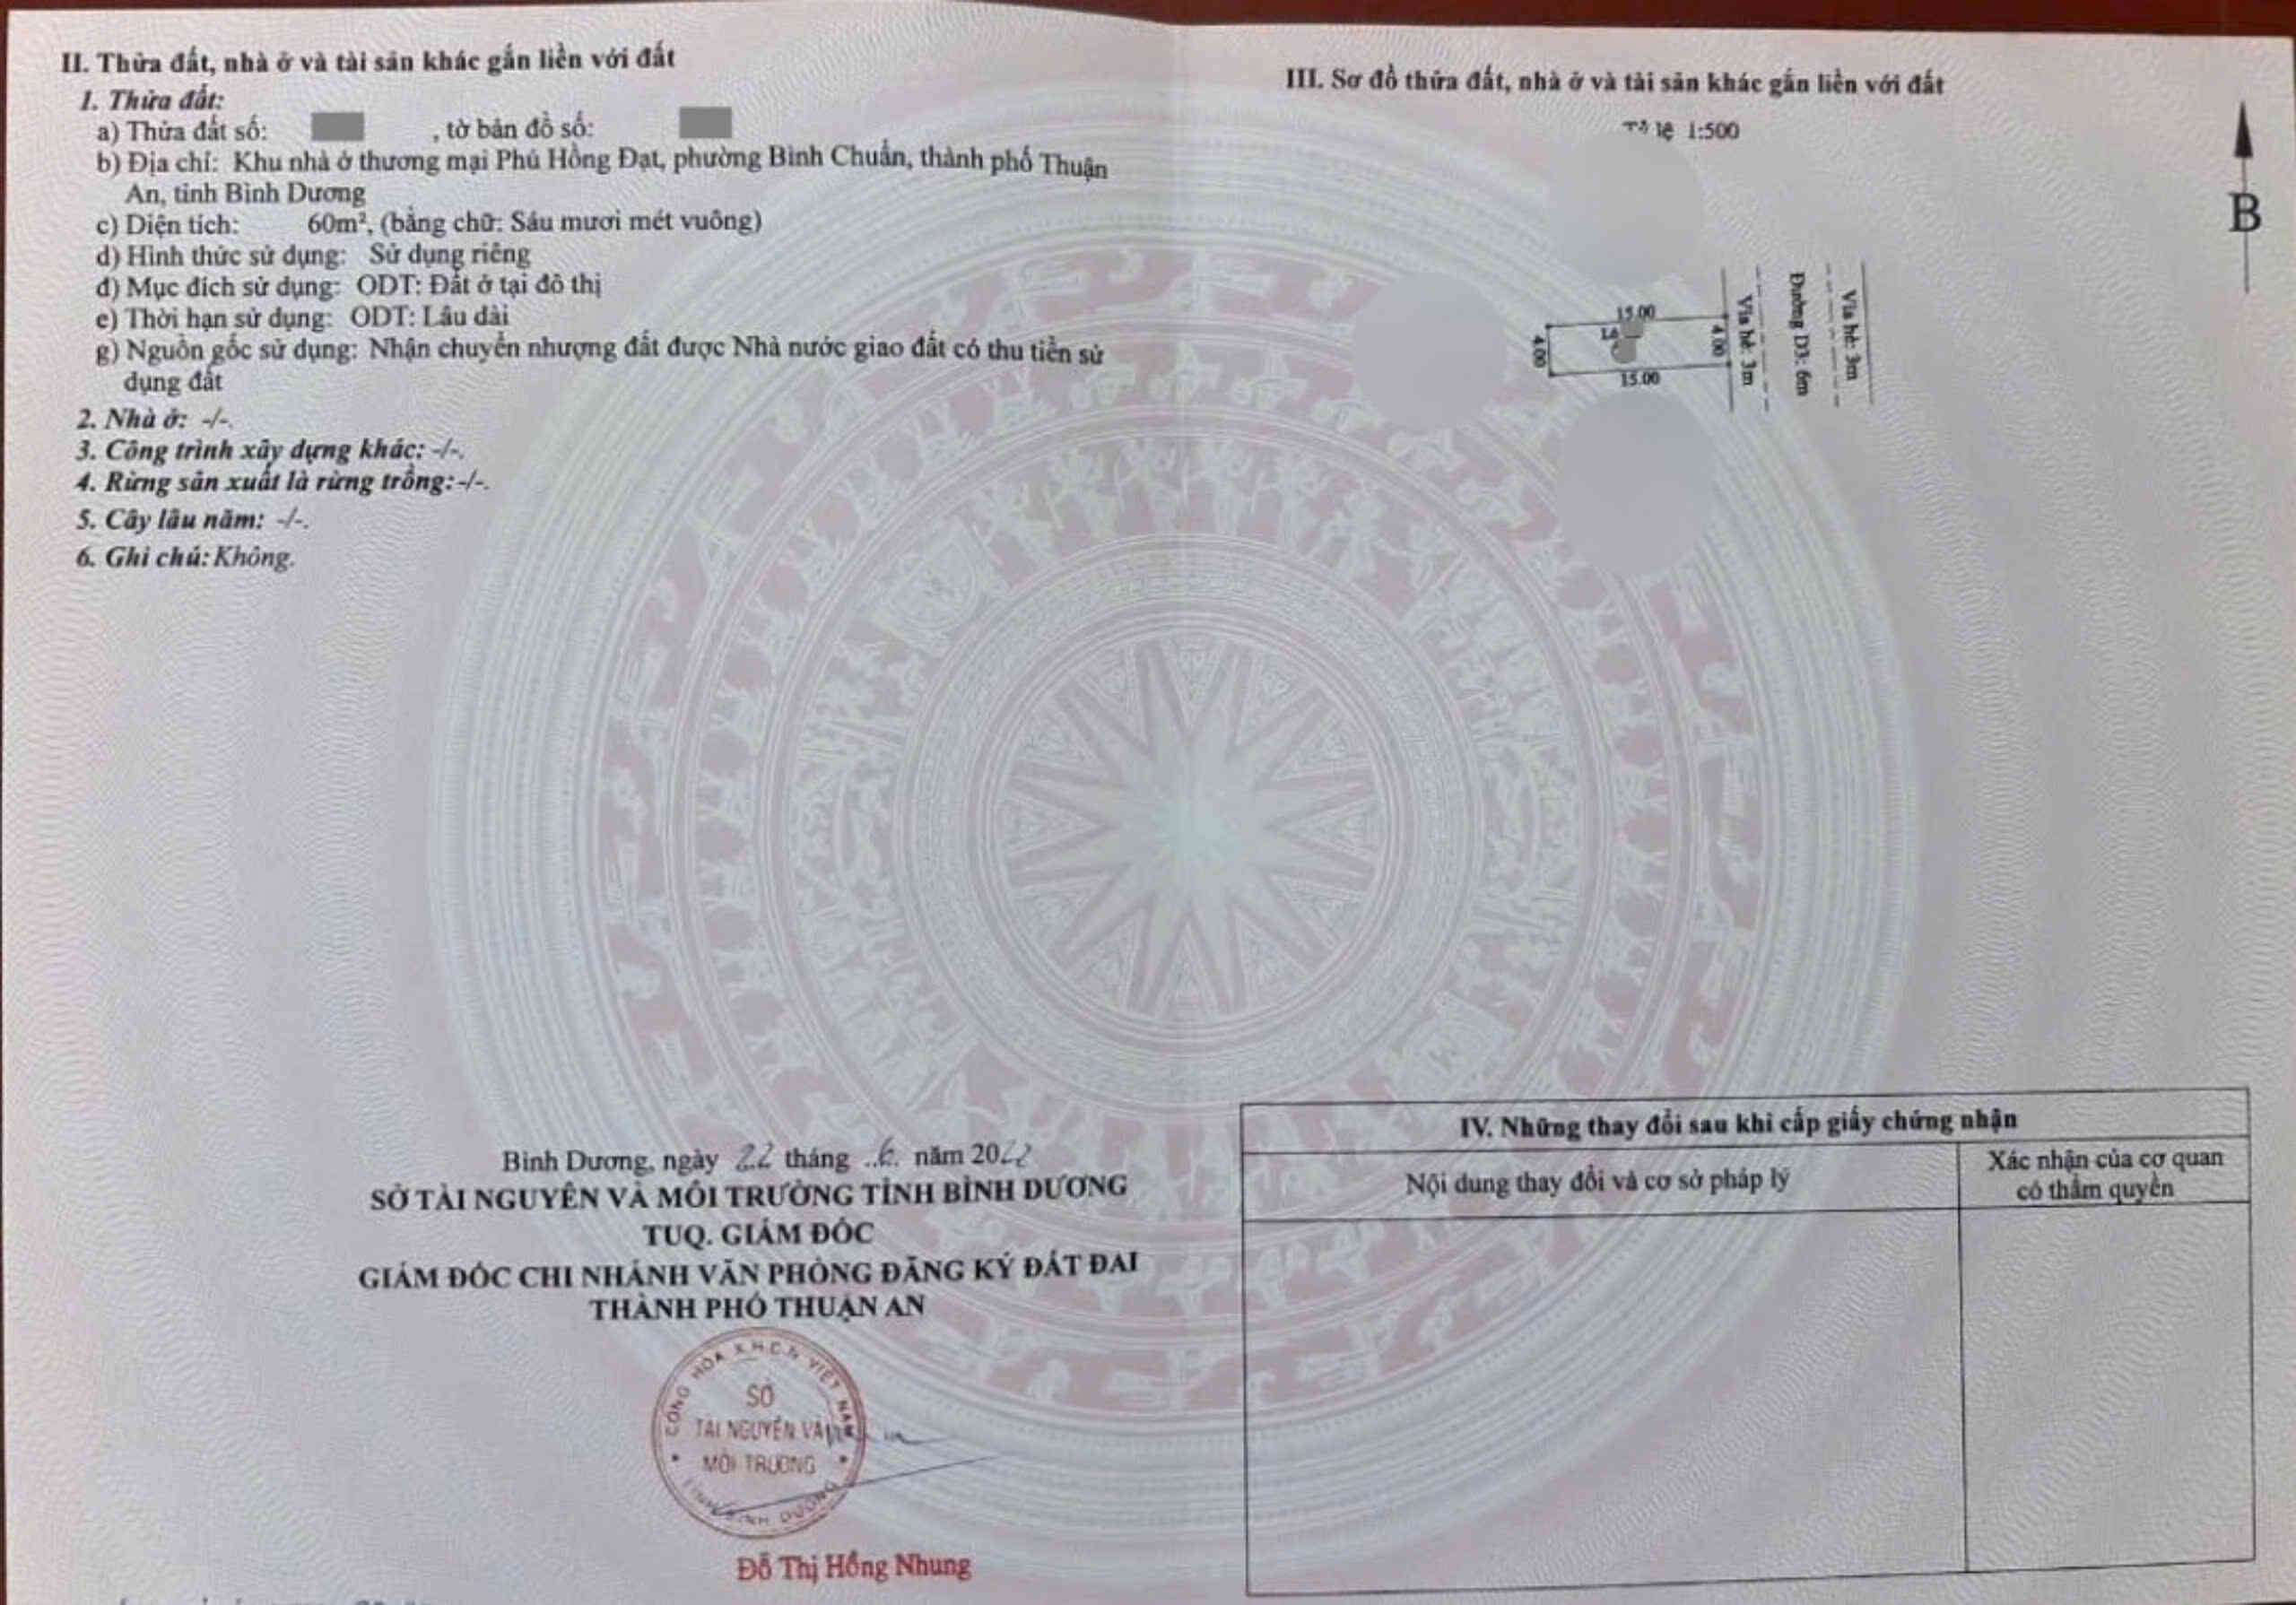 II. Thửa đất, nhà ở và tài sản khác gắn liền với đất
1. Thửa đất:
a) Thửa đất số: , tờ bản đồ số:
b) Địa chỉ: Khu nhà ở thương mại Phú Hồng Đạt, phường Bình Chuẩn, thành phố Thuận
An, tỉnh Bình Dương
c) Diện tích: 60m², (bằng chữ: Sáu mươi mét vuông)
d) Hình thức sử dụng: Sử dụng riêng
đ) Mục đích sử dụng: ODT: Đất ở tại đô thị
e) Thời hạn sử dụng: ODT: Lâu dài
g) Nguồn gốc sử dụng: Nhận chuyển nhượng đất được Nhà nước giao đất có thu tiền sử
dụng đất
2. Nhà ở: -/-.
3. Công trình xây dựng khác: -/-.
4. Rừng sản xuất là rừng trồng: -/-.
5. Cây lâu năm: -/-.
6. Ghi chú: Không.
Bình Dương, ngày 22 tháng ..6. năm 2022
SỞ TÀI NGUYÊN VÀ MÔI TRƯỜNG TỈNH BÌNH DƯƠNG
TUQ. GIÁM ĐỐC
GIÁM ĐỐC CHI NHÁNH VĂN PHÒNG ĐĂNG KÝ ĐẤT ĐAI
THÀNH PHỐ THUẬN AN
CỘNG HÒA X.H.C.N VIỆT NAM
SỞ
TÀI NGUYÊN VÀ
MÔI TRƯỜNG
TỈNH BÌNH DƯƠNG
Đỗ Thị Hồng Nhung
III. Sơ đồ thửa đất, nhà ở và tài sản khác gắn liền với đất
Tỷ lệ 1:500
B
15.00
4.00
4.00
15.00
Vỉa hè: 3m
Đường D3: 6m
Vỉa hè: 3m
IV. Những thay đổi sau khi cấp giấy chứng nhận
Nội dung thay đổi và cơ sở pháp lý
Xác nhận của cơ quan
có thẩm quyền